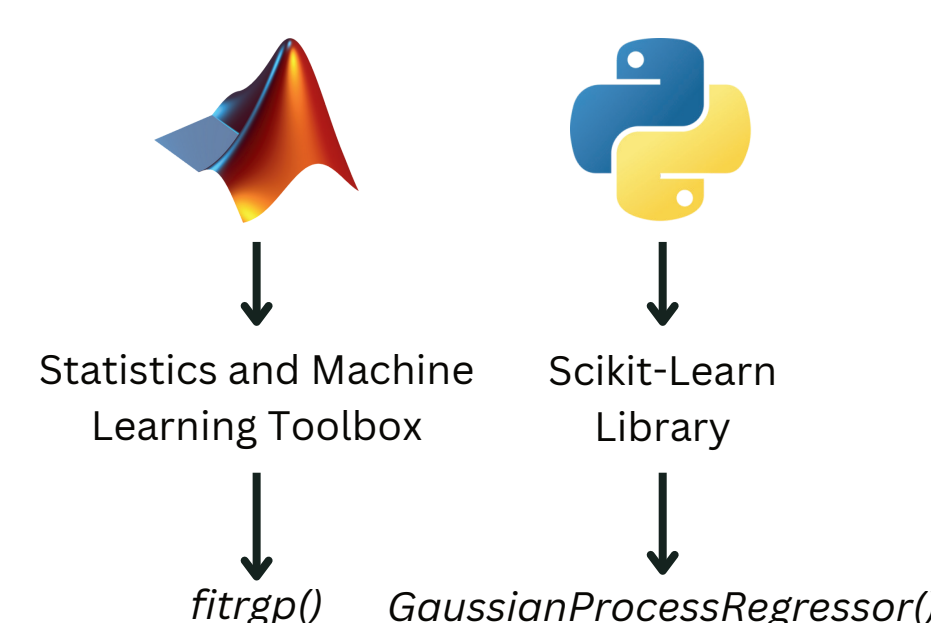 Statistics and Machine
Learning Toolbox
Scikit-Learn
Library
fitrgp()
GaussianProcessRegressor()